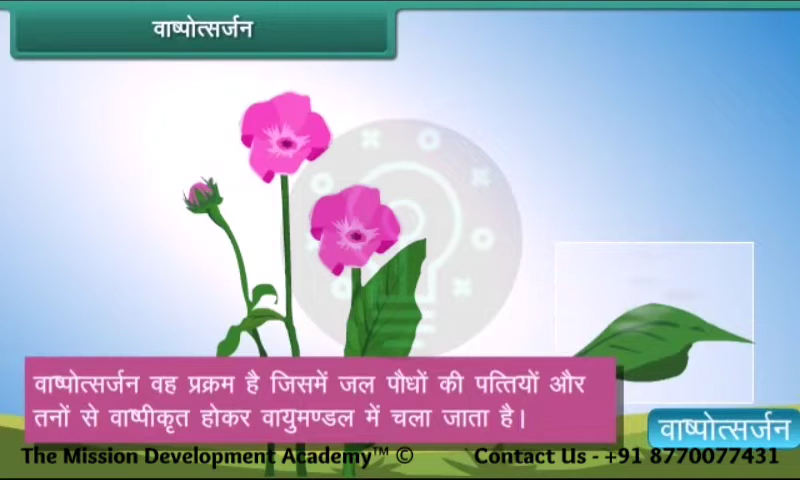 वाष्पोत्सर्जन
वाष्पोत्सर्जन वह प्रक्रम है जिसमें जल पौधों की पत्तियों और
तनों से वाष्पीकृत होकर वायुमण्डल में चला जाता है।
वाष्पोत्सर्जन
The Mission Development Academy™ © Contact Us - +91 8770077431